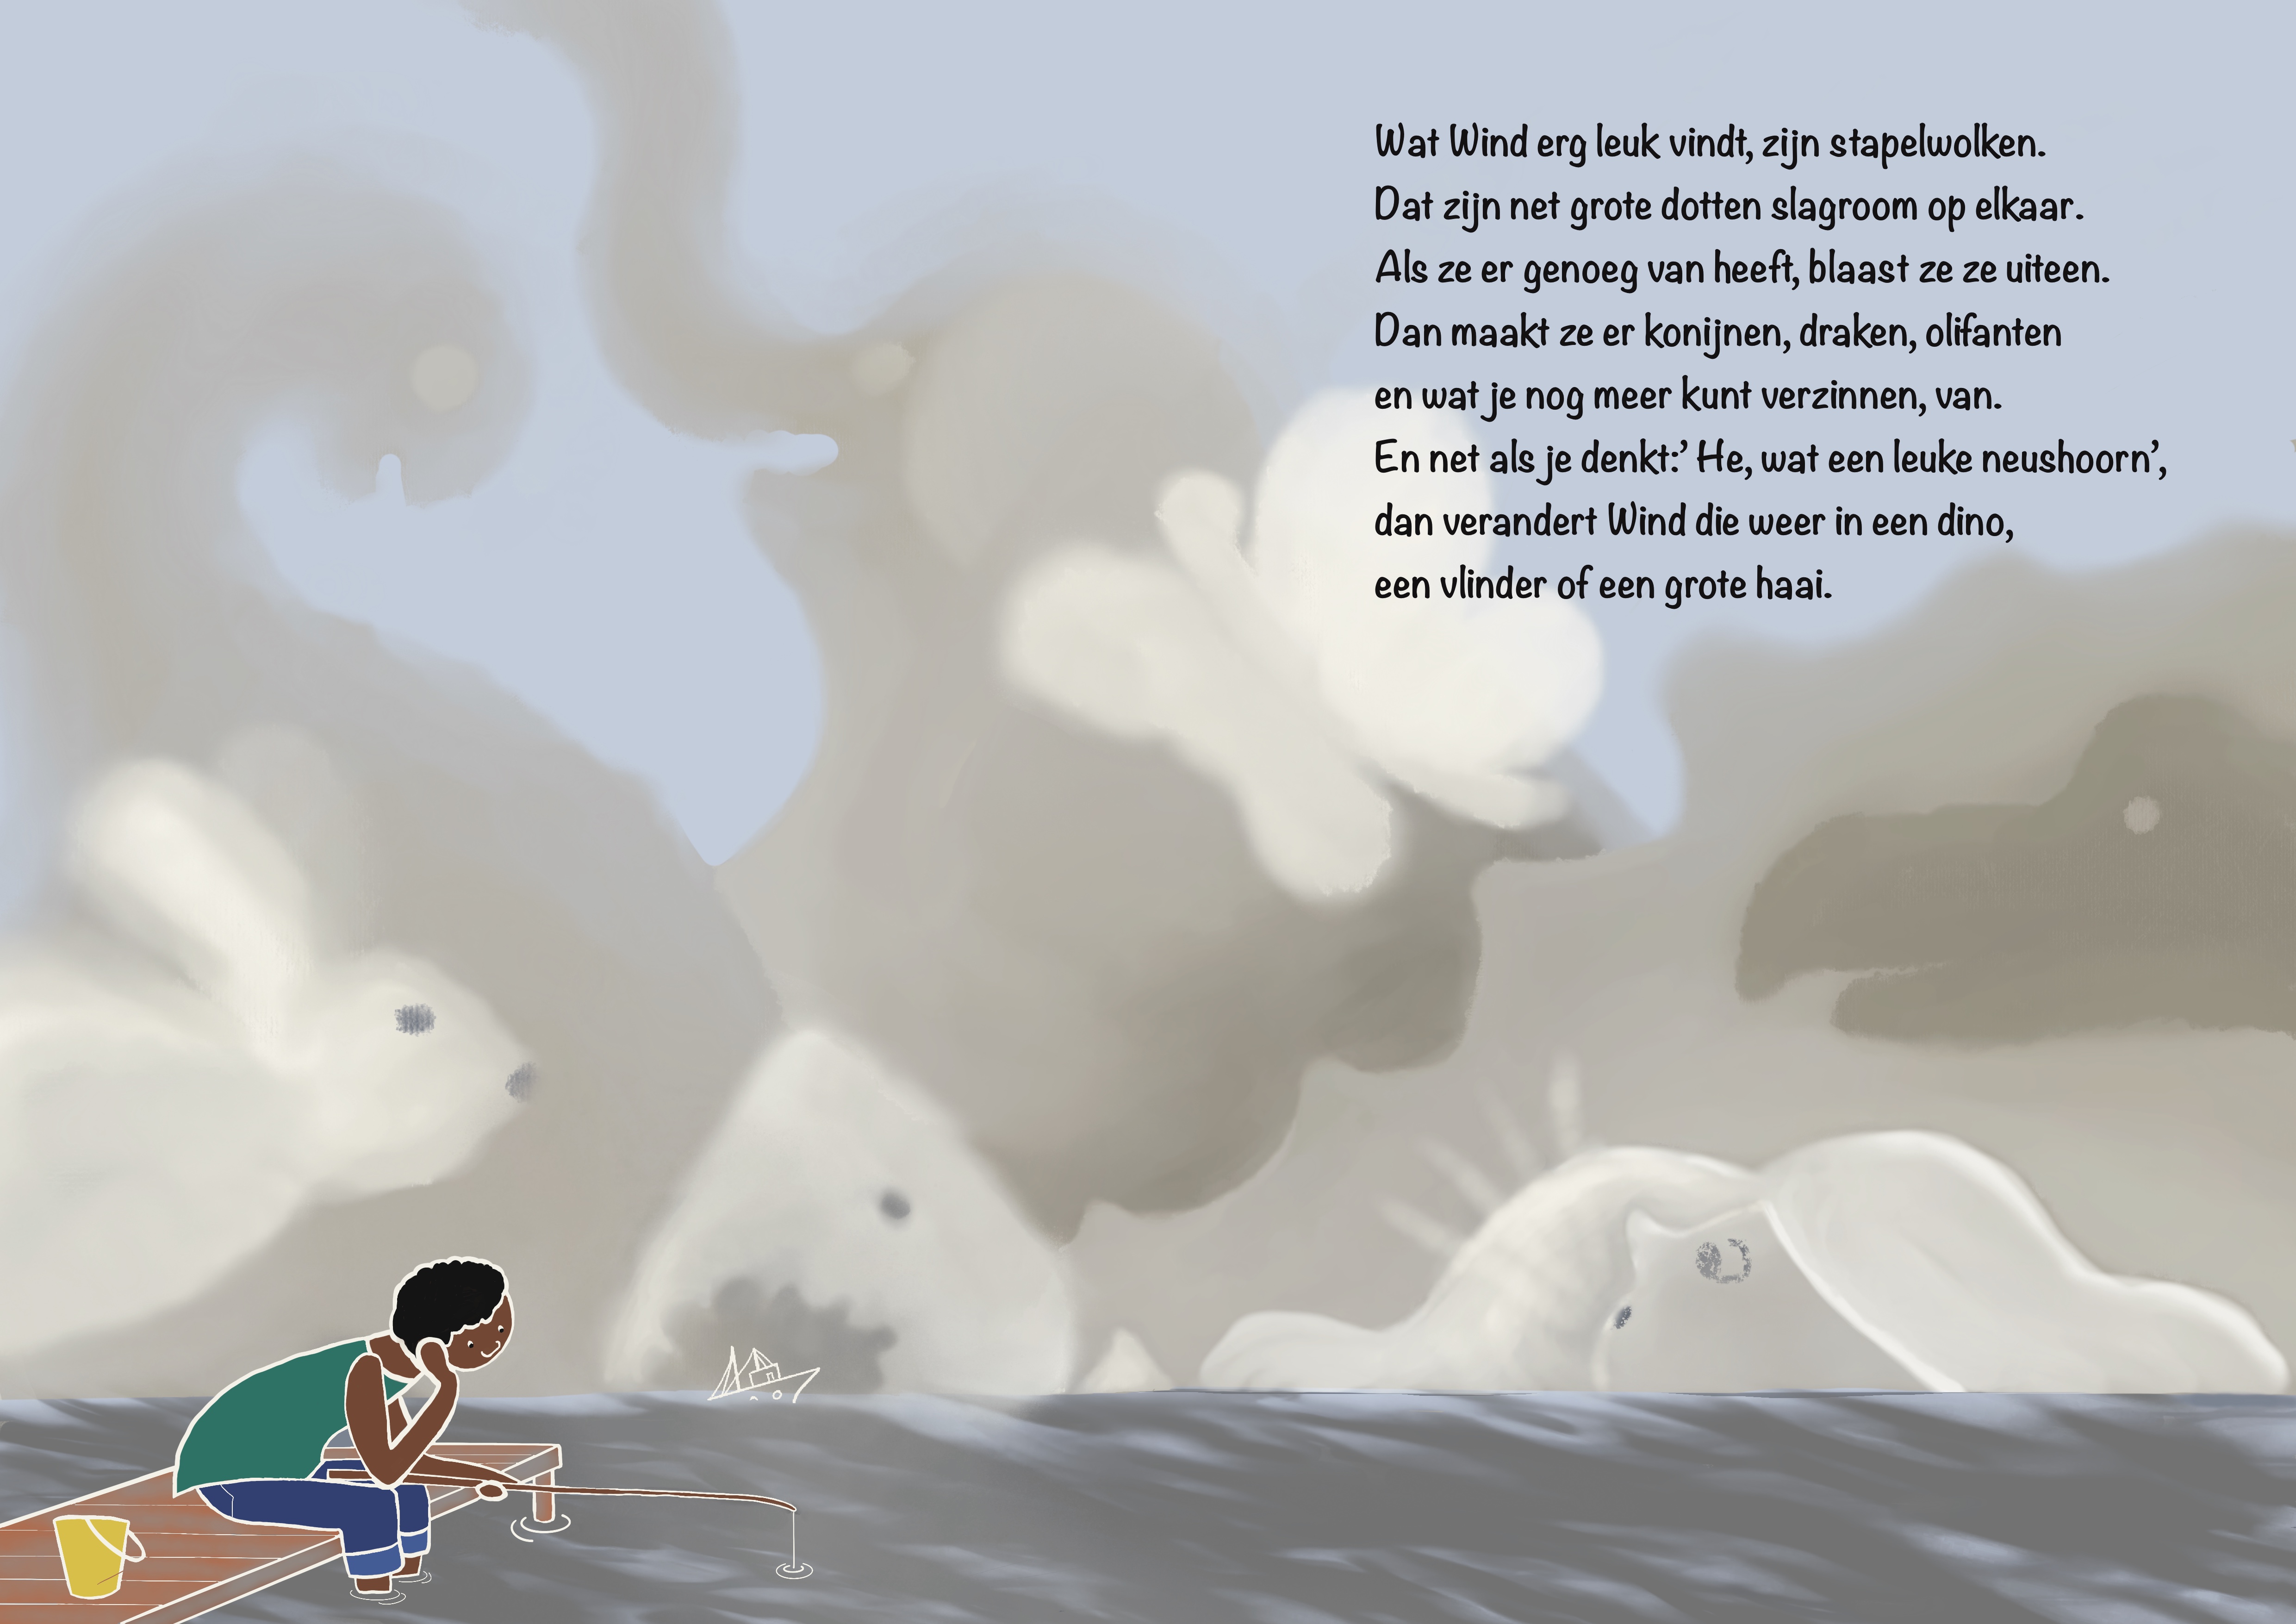 Wat Wind erg leuk vindt, zijn stapelwolken.
Dat zijn net grote dotten slagroom op elkaar.
Als ze er genoeg van heeft, blaast ze ze uiteen.
Dan maakt ze er konijnen, draken, olifanten
en wat je nog meer kunt verzinnen, van.
En net als je denkt:’ He, wat een leuke neushoorn’,
dan verandert Wind die weer in een dino,
een vlinder of een grote haai.